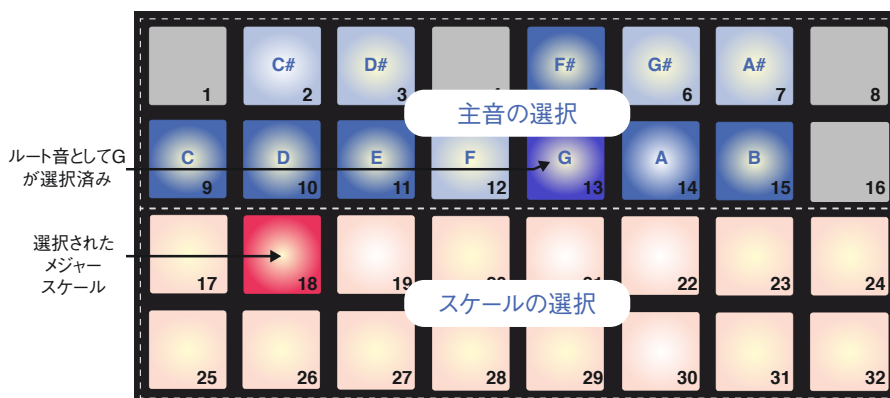 C# D# F# G# A#
1 2 3 6 7 8
主音の選択
ルート音としてG
が選択済み
C D E F G A B
9 10 11 12 13 14 15 16
選択された
メジャー
スケール
17 18 19 22 23 24
スケールの選択
25 26 27 28 29 30 31 32